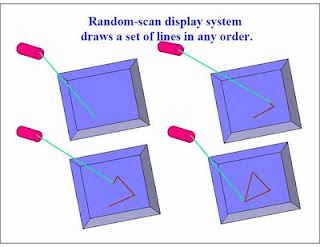 Random-scan display system
draws a set of lines in any order.